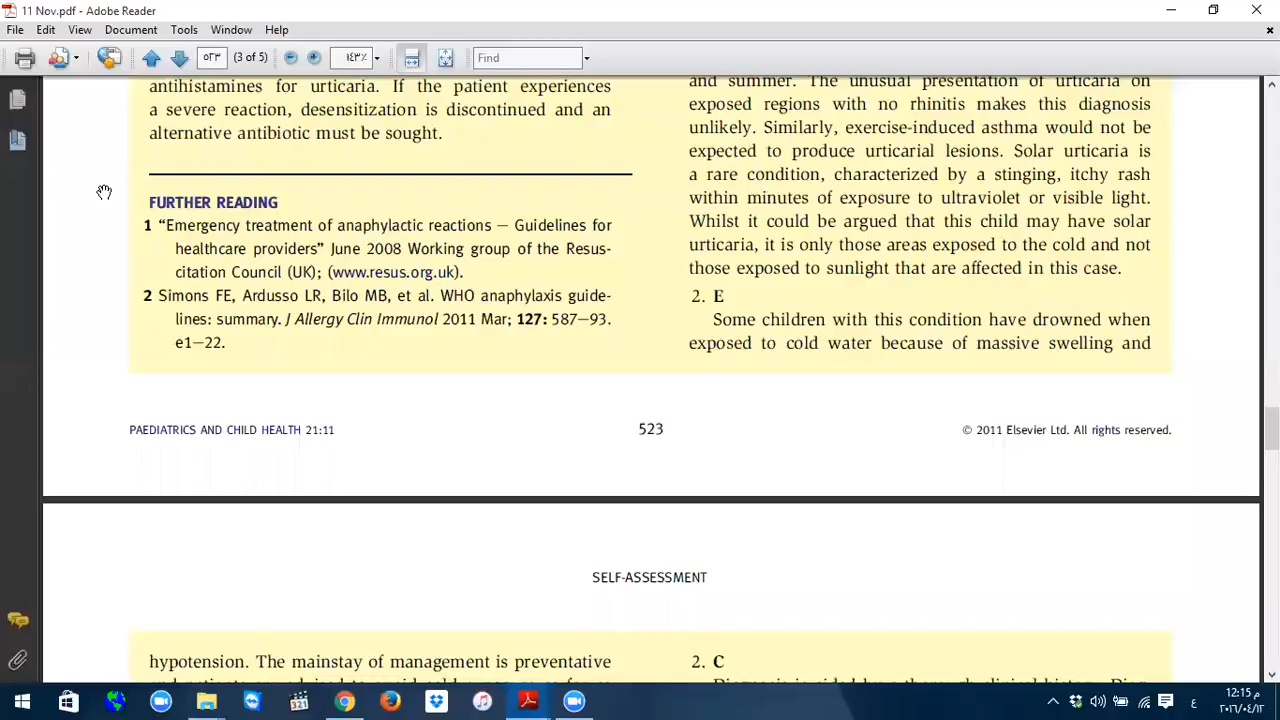 11 Nov.pdf - Adobe Reader
File Edit View Document Tools Window Help
٥٢٣ (3 of 5) ١٤٣٪ Find
antihistamines for urticaria. If the patient experiences
a severe reaction, desensitization is discontinued and an
alternative antibiotic must be sought.
FURTHER READING
1 “Emergency treatment of anaphylactic reactions — Guidelines for
healthcare providers” June 2008 Working group of the Resus-
citation Council (UK); (www.resus.org.uk).
2 Simons FE, Ardusso LR, Bilo MB, et al. WHO anaphylaxis guide-
lines: summary. J Allergy Clin Immunol 2011 Mar; 127: 587—93.
e1—22.
and summer. The unusual presentation of urticaria on
exposed regions with no rhinitis makes this diagnosis
unlikely. Similarly, exercise-induced asthma would not be
expected to produce urticarial lesions. Solar urticaria is
a rare condition, characterized by a stinging, itchy rash
within minutes of exposure to ultraviolet or visible light.
Whilst it could be argued that this child may have solar
urticaria, it is only those areas exposed to the cold and not
those exposed to sunlight that are affected in this case.
2. E
Some children with this condition have drowned when
exposed to cold water because of massive swelling and
PAEDIATRICS AND CHILD HEALTH 21:11
523
© 2011 Elsevier Ltd. All rights reserved.
SELF-ASSESSMENT
hypotension. The mainstay of management is preventative
2. C
321
ع
12:15 م
٢٠١٦/٠٤/١٢